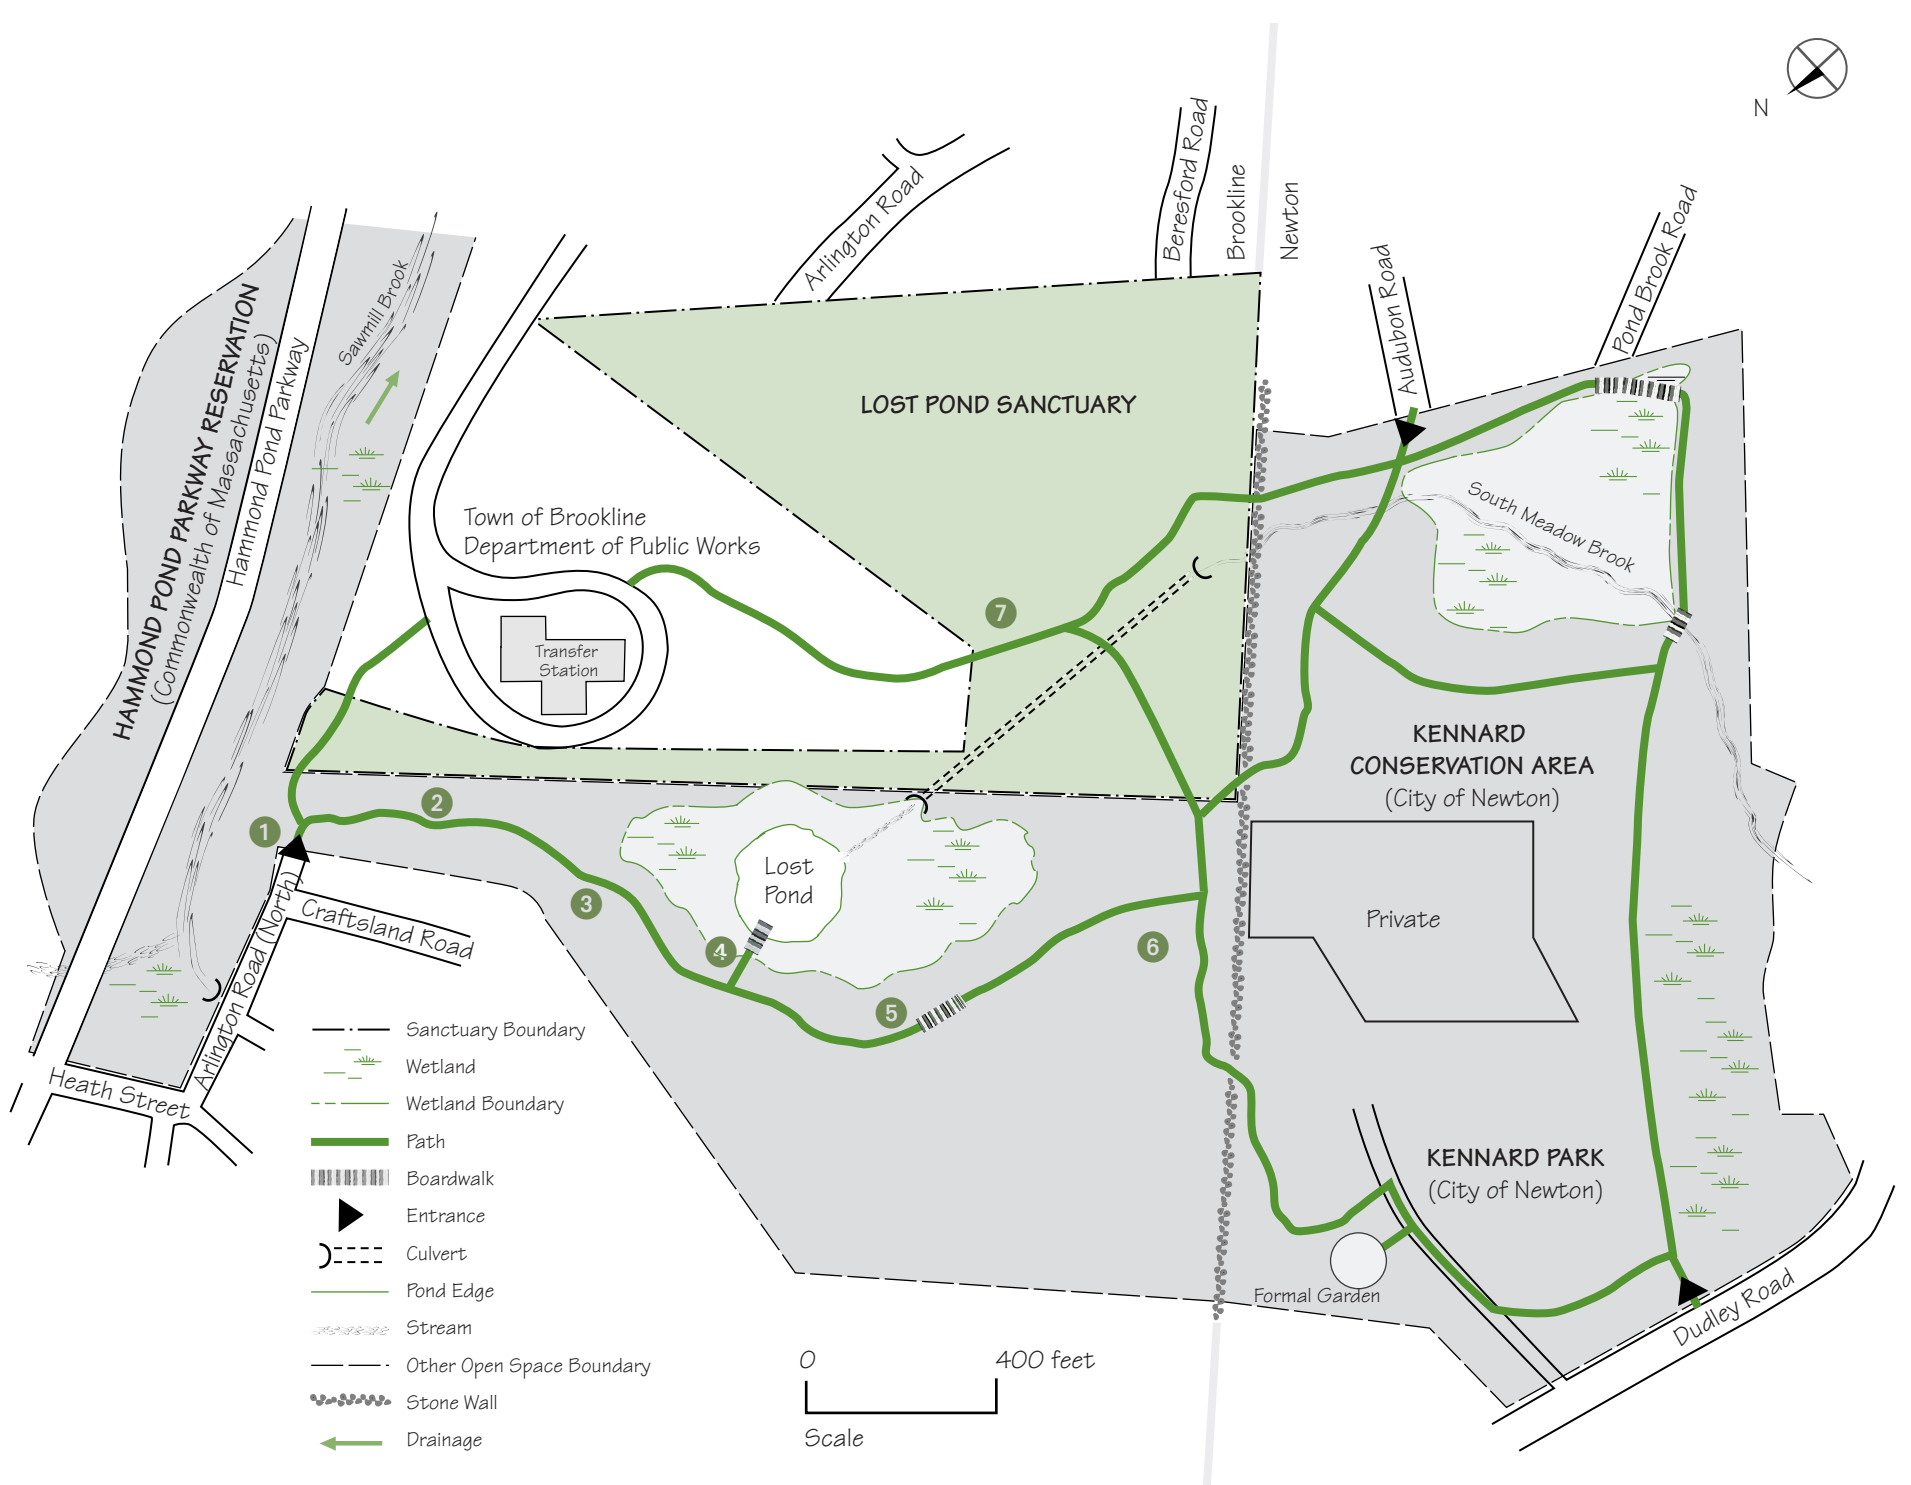 N
Arlington Road
Beresford Road
Brookline
Newton
Audubon Road
Pond Brook Road
HAMMOND POND PARKWAY RESERVATION
(Commonwealth of Massachusetts)
Hammond Pond Parkway
Sawmill Brook
LOST POND SANCTUARY
Town of Brookline
Department of Public Works
Transfer
Station
South Meadow Brook
7
KENNARD
CONSERVATION AREA
(City of Newton)
1
2
3
4
5
6
Lost
Pond
Private
Craftsland Road
Arlington Road (North)
Heath Street
KENNARD PARK
(City of Newton)
Formal Garden
Dudley Road
Sanctuary Boundary
Wetland
Wetland Boundary
Path
Boardwalk
Entrance
Culvert
Pond Edge
Stream
Other Open Space Boundary
Stone Wall
Drainage
0
400 feet
Scale